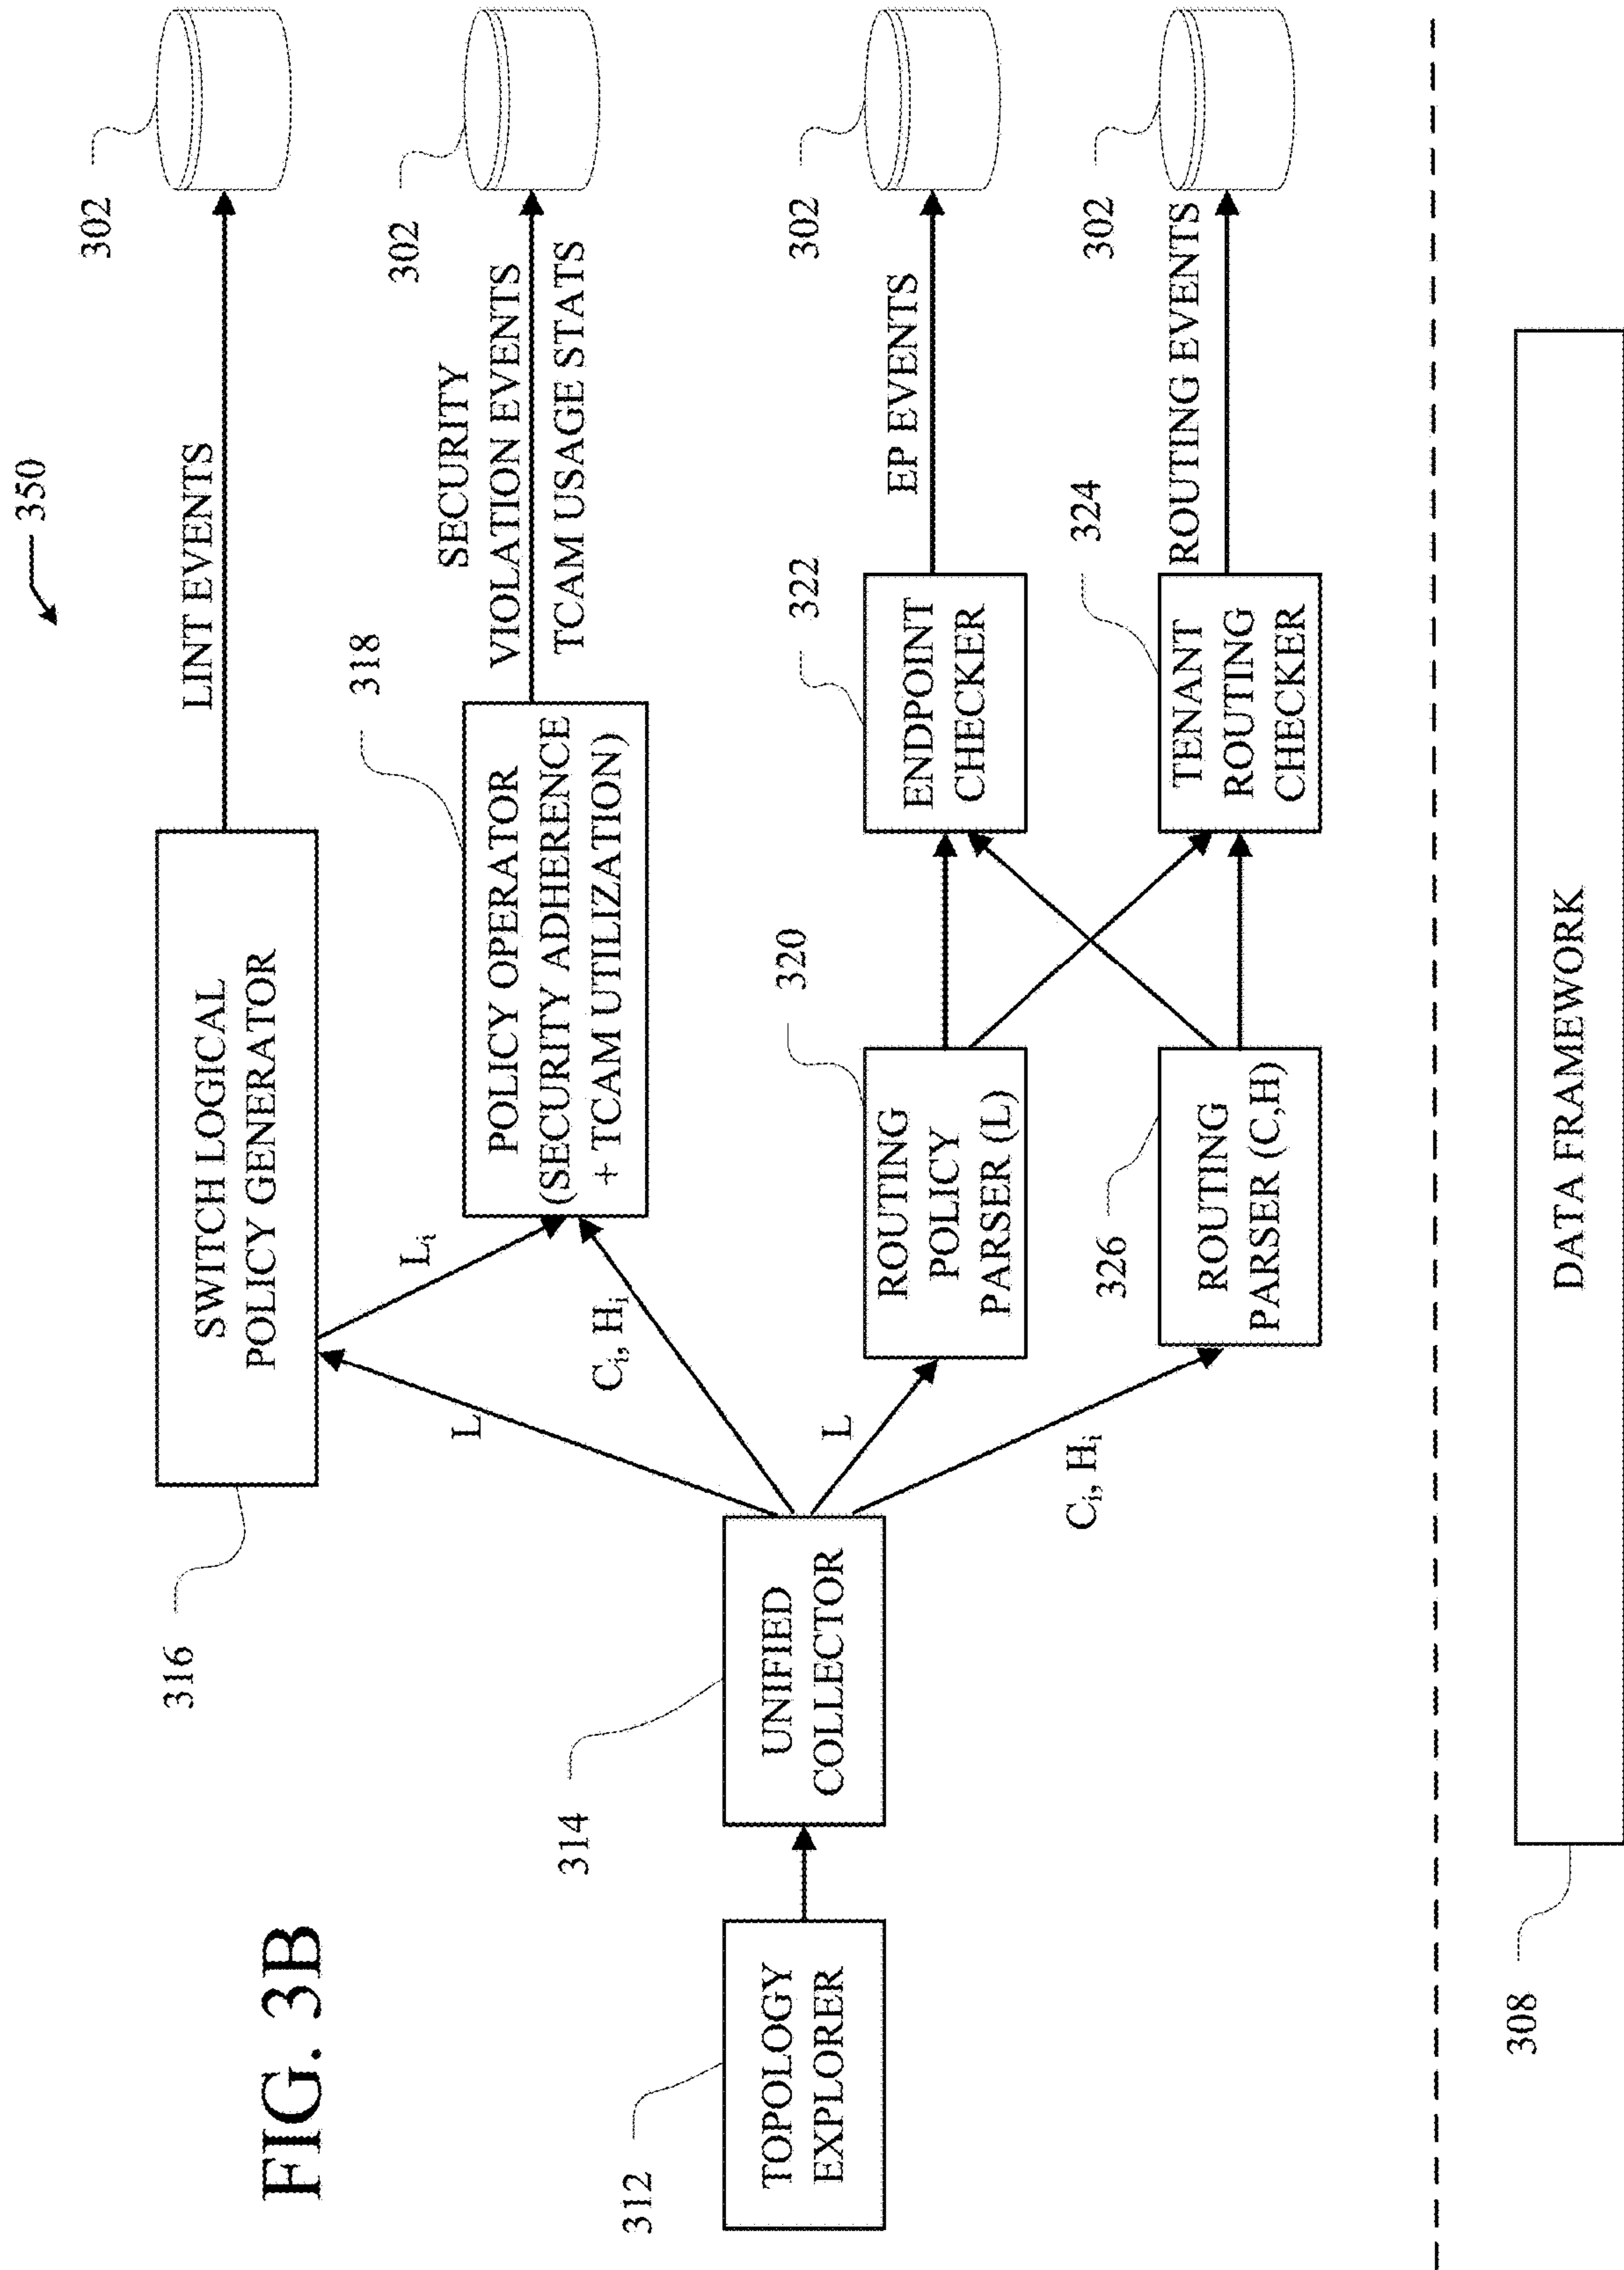 FIG. 3B
350
302
LINT EVENTS
SWITCH LOGICAL
POLICY GENERATOR
316
302
SECURITY
VIOLATION EVENTS
TCAM USAGE STATS
318
POLICY OPERATOR
(SECURITY ADHERENCE
+ TCAM UTILIZATION)
Li
L
Ci, Hi
312
TOPOLOGY
EXPLORER
314
UNIFIED
COLLECTOR
L
Ci, Hi
320
ROUTING
POLICY
PARSER (L)
322
ENDPOINT
CHECKER
EP EVENTS
302
326
ROUTING
PARSER (C,H)
324
TENANT
ROUTING
CHECKER
ROUTING EVENTS
302
308
DATA FRAMEWORK